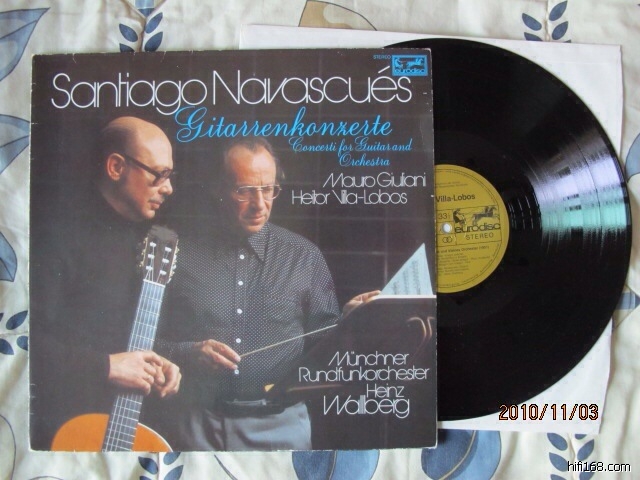 STEREO
eurodisc
Santiago Navascués
Gitarrenkonzerte
Concerti for Guitar and
Orchestra
Mauro Giuliani
Heitor Villa-Lobos
Münchner
Rundfunkorchester
Heinz
Wallberg
Villa-Lobos
33
eurodisc
STEREO
2010/11/03
hifi168.com